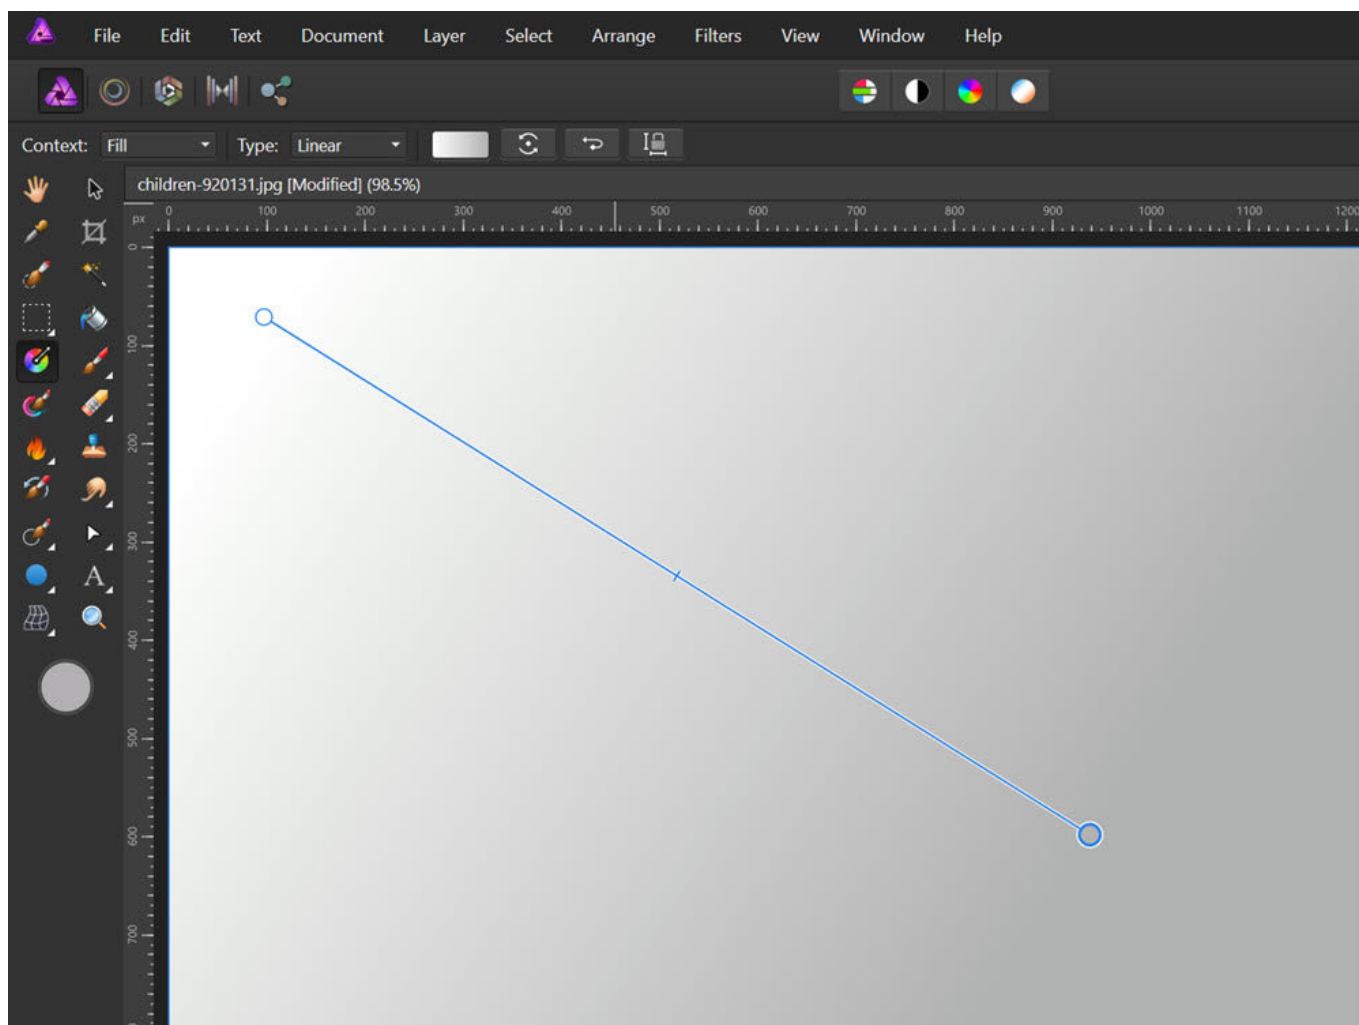 File Edit Text Document Layer Select Arrange Filters View Window Help
Context: Fill Type: Linear
children-920131.jpg [Modified] (98.5%)
px 0 100 200 300 400 500 600 700 800 900 1000 1100 1200
0
100
200
300
400
500
600
700